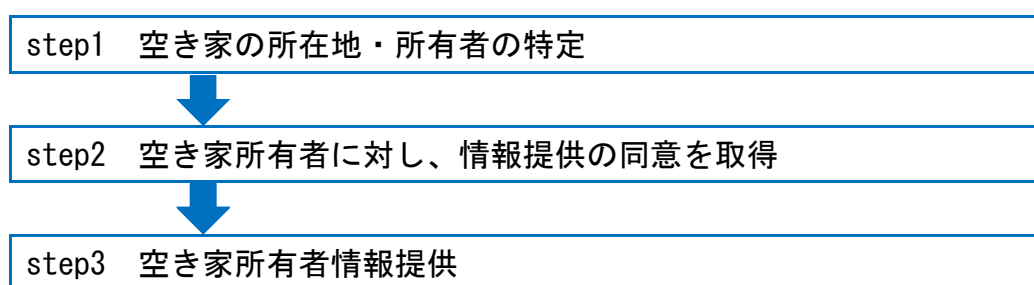 step1　空き家の所在地・所有者の特定
step2　空き家所有者に対し、情報提供の同意を取得
step3　空き家所有者情報提供